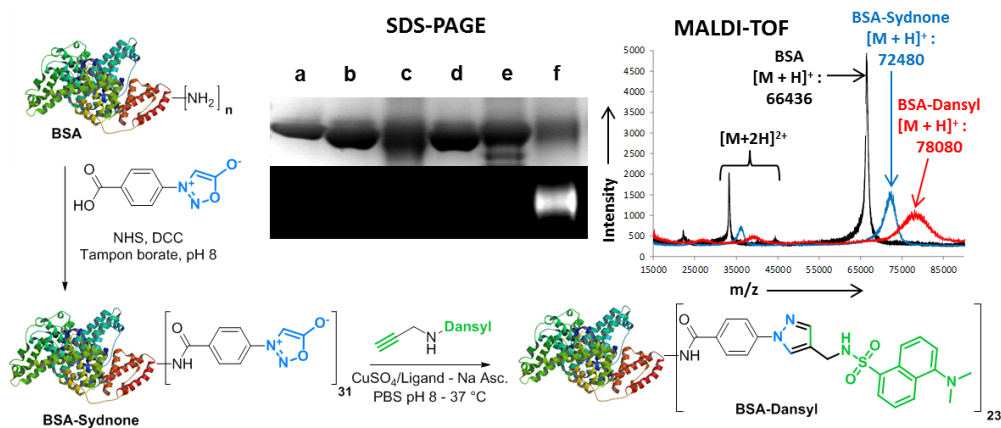 SDS-PAGE
MALDI-TOF
a b c d e f
[NH2] n
BSA
O
HO
N+
N
O
O-
NHS, DCC
Tampon borate, pH 8
BSA-Sydnone
[M + H]+ :
72480
BSA
[M + H]+ :
66436
BSA-Dansyl
[M + H]+ :
78080
[M+2H]2+
Intensity
5000
4500
4000
3500
3000
2500
2000
1500
1000
500
0
15000 25000 35000 45000 55000 65000 75000 85000
m/z
O
NH
N+
N
O
O-
31
BSA-Sydnone
Dansyl
N
H
CuSO4/Ligand - Na Asc.
PBS pH 8 - 37 °C
O
NH
N
N
HN
O
S
O
N
23
BSA-Dansyl